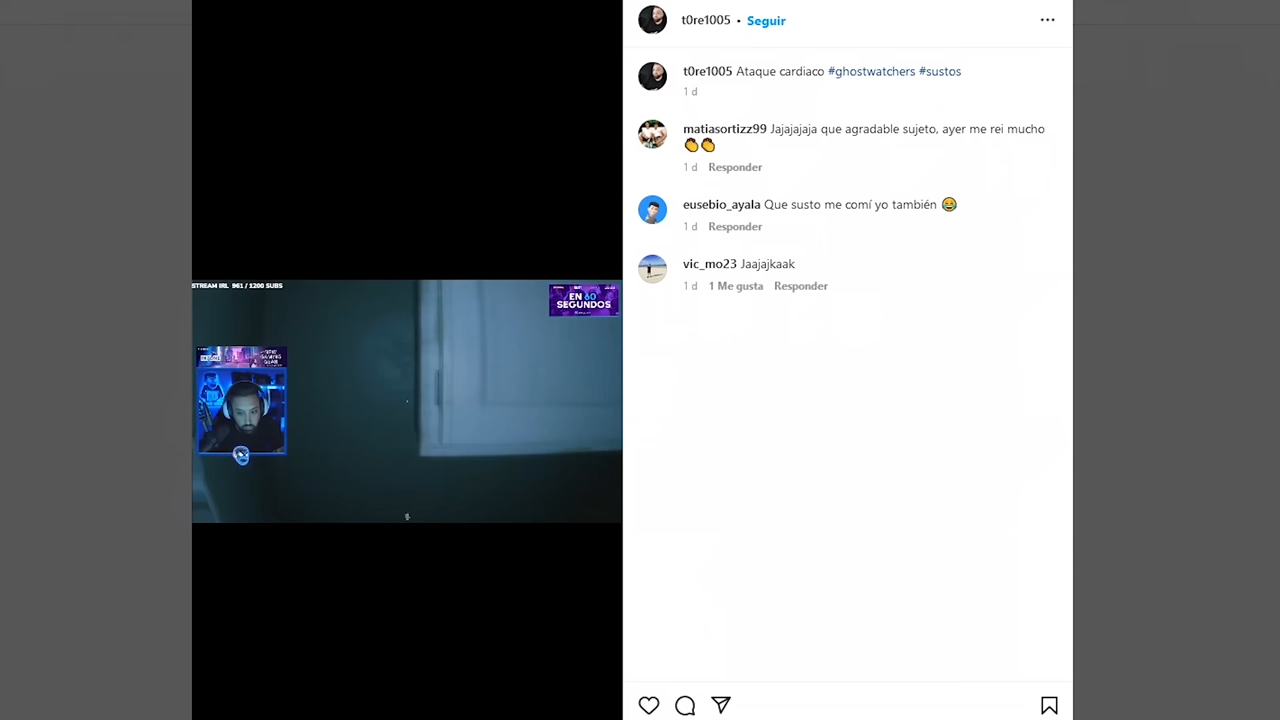 t0re1005 • Seguir
t0re1005 Ataque cardiaco #ghostwatchers #sustos
1 d
matiasortizz99 Jajajajaja que agradable sujeto, ayer me rei mucho
👏👏
1 d Responder
eusebio_ayala Que susto me comí yo también 😂
1 d Responder
vic_mo23 Jaajajkaak
1 d 1 Me gusta Responder
STREAM IRL 961 / 1200 SUBS
EN 60
SEGUNDOS